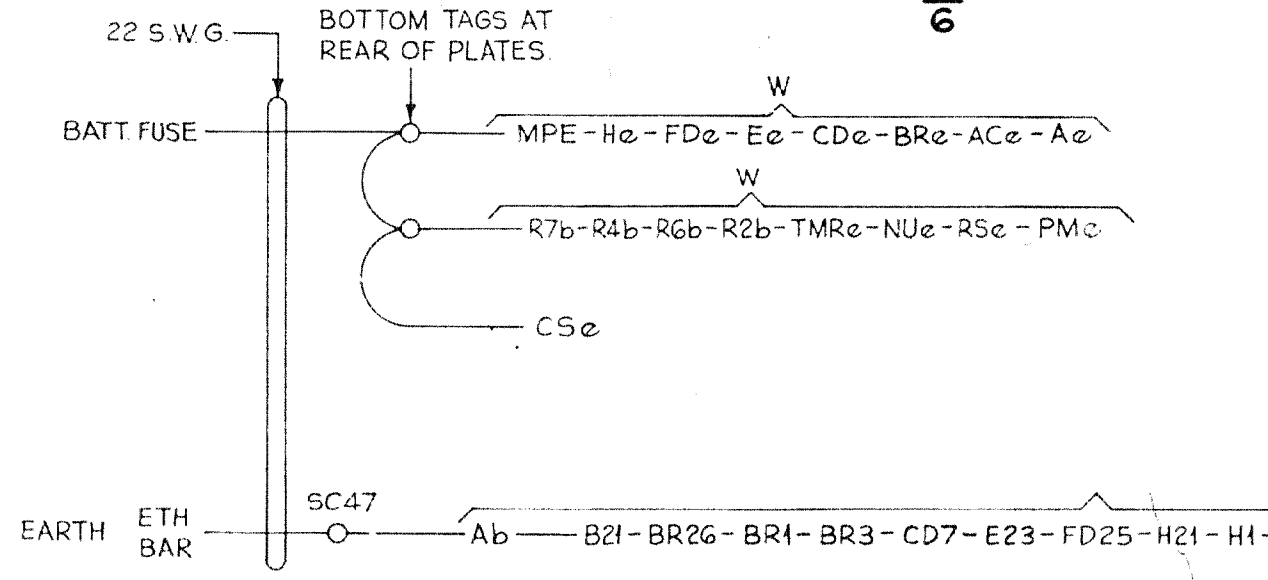 6
22 S.W.G.
BOTTOM TAGS AT
REAR OF PLATES.
W
BATT. FUSE
MPE-He-FDe-Ee-CDe-BRe-ACe-Ae
W
R7b-R4b-R6b-R2b-TMRe-NUe-RSe-PMe
CSe
SC47
EARTH
ETH
BAR
Ab
B21-BR26-BR1-BR3-CD7-E23-FD25-H21-H1-